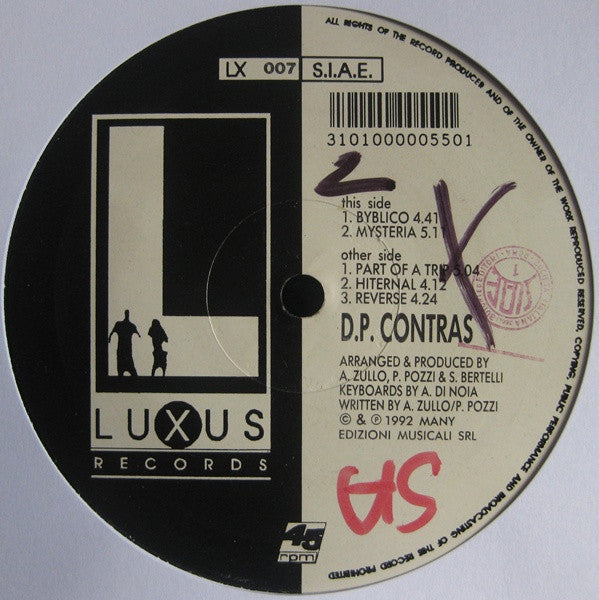 LX 007 S.I.A.E.
ALL RIGHTS OF THE RECORD PRODUCER AND OF THE OWNER OF THE WORK REPRODUCED RESERVED, COPYING, PUBLIC PERFORMANCE AND BROADCASTING OF THIS RECORD PROHIBITED
3101000005501
2
this side
1. BYBLICO 4.41
2. MYSTERIA 5.11
other side
1. PART OF A TRIP 5.04
2. HITERNAL 4.12
3. REVERSE 4.24
D.P. CONTRAS
ARRANGED & PRODUCED BY
A. ZULLO, P. POZZI & S. BERTELLI
KEYBOARDS BY A. DI NOIA
WRITTEN BY A. ZULLO/P. POZZI
© & ℗ 1992 MANY
EDIZIONI MUSICALI SRL
L
LUXUS
RECORDS
45
rpm